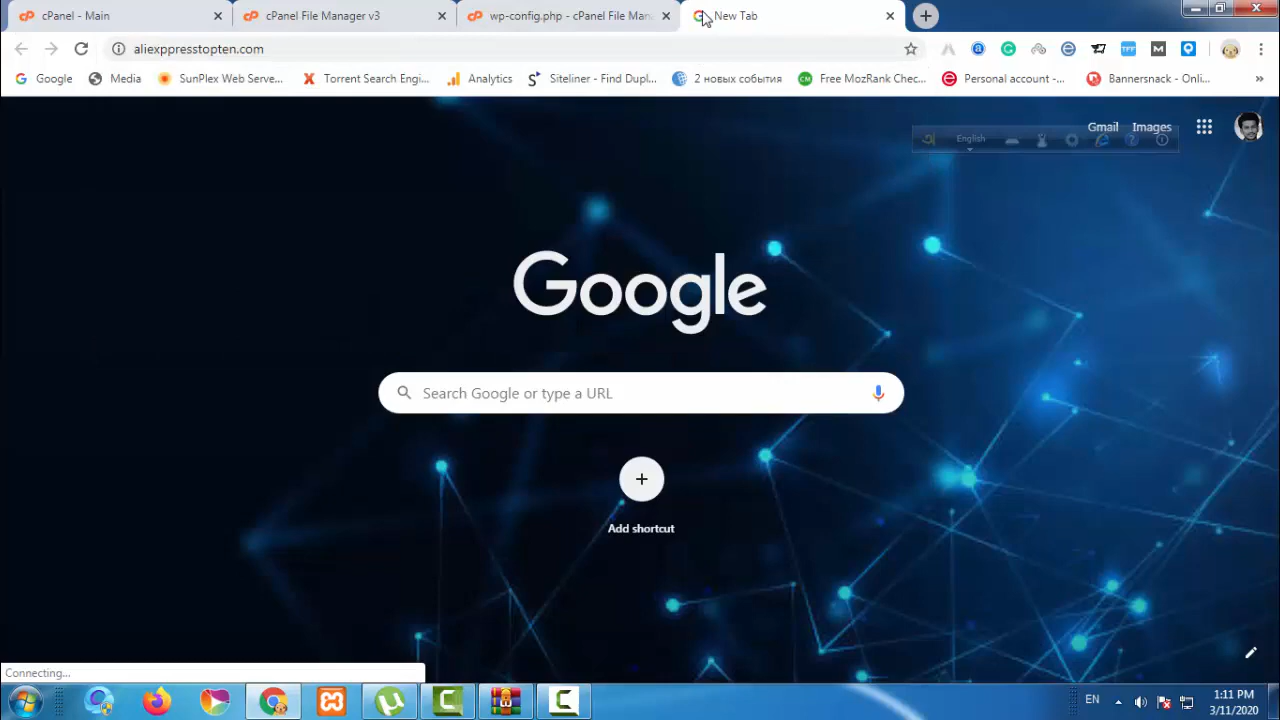 cPanel - Main
cPanel File Manager v3
wp-config.php - cPanel File Man
New Tab
aliexppresstopten.com
Google
Media
SunPlex Web Serve...
Torrent Search Engi...
Analytics
Siteliner - Find Dupl...
2 новых события
Free MozRank Chec...
Personal account -...
Bannersnack - Onli...
»
Gmail
Images
English
Google
Search Google or type a URL
Add shortcut
Connecting...
EN
1:11 PM
3/11/2020